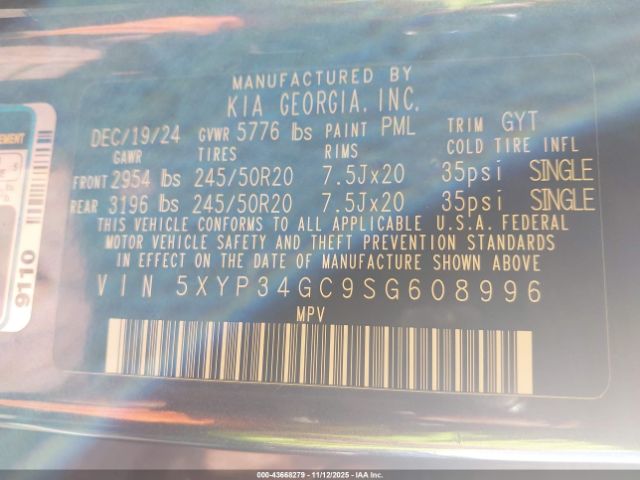 MANUFACTURED BY
KIA GEORGIA, INC.
DEC/19/24 GVWR 5776 lbs PAINT PML TRIM GYT
GAWR TIRES RIMS COLD TIRE INFL
FRONT 2954 lbs 245/50R20 7.5Jx20 35psi SINGLE
REAR 3196 lbs 245/50R20 7.5Jx20 35psi SINGLE
THIS VEHICLE CONFORMS TO ALL APPLICABLE U.S.A. FEDERAL
MOTOR VEHICLE SAFETY AND THEFT PREVENTION STANDARDS
IN EFFECT ON THE DATE OF MANUFACTURE SHOWN ABOVE
VIN 5XYP34GC9SG608996
MPV
9110
000-43668279 - 11/12/2025 - IAA Inc.